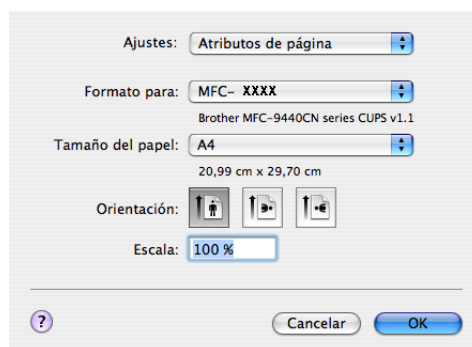 Ajustes: Atributos de página
Formato para: MFC- XXXX
Brother MFC-9440CN series CUPS v1.1
Tamaño del papel: A4
20,99 cm x 29,70 cm
Orientación:
Escala: 100 %
? Cancelar OK